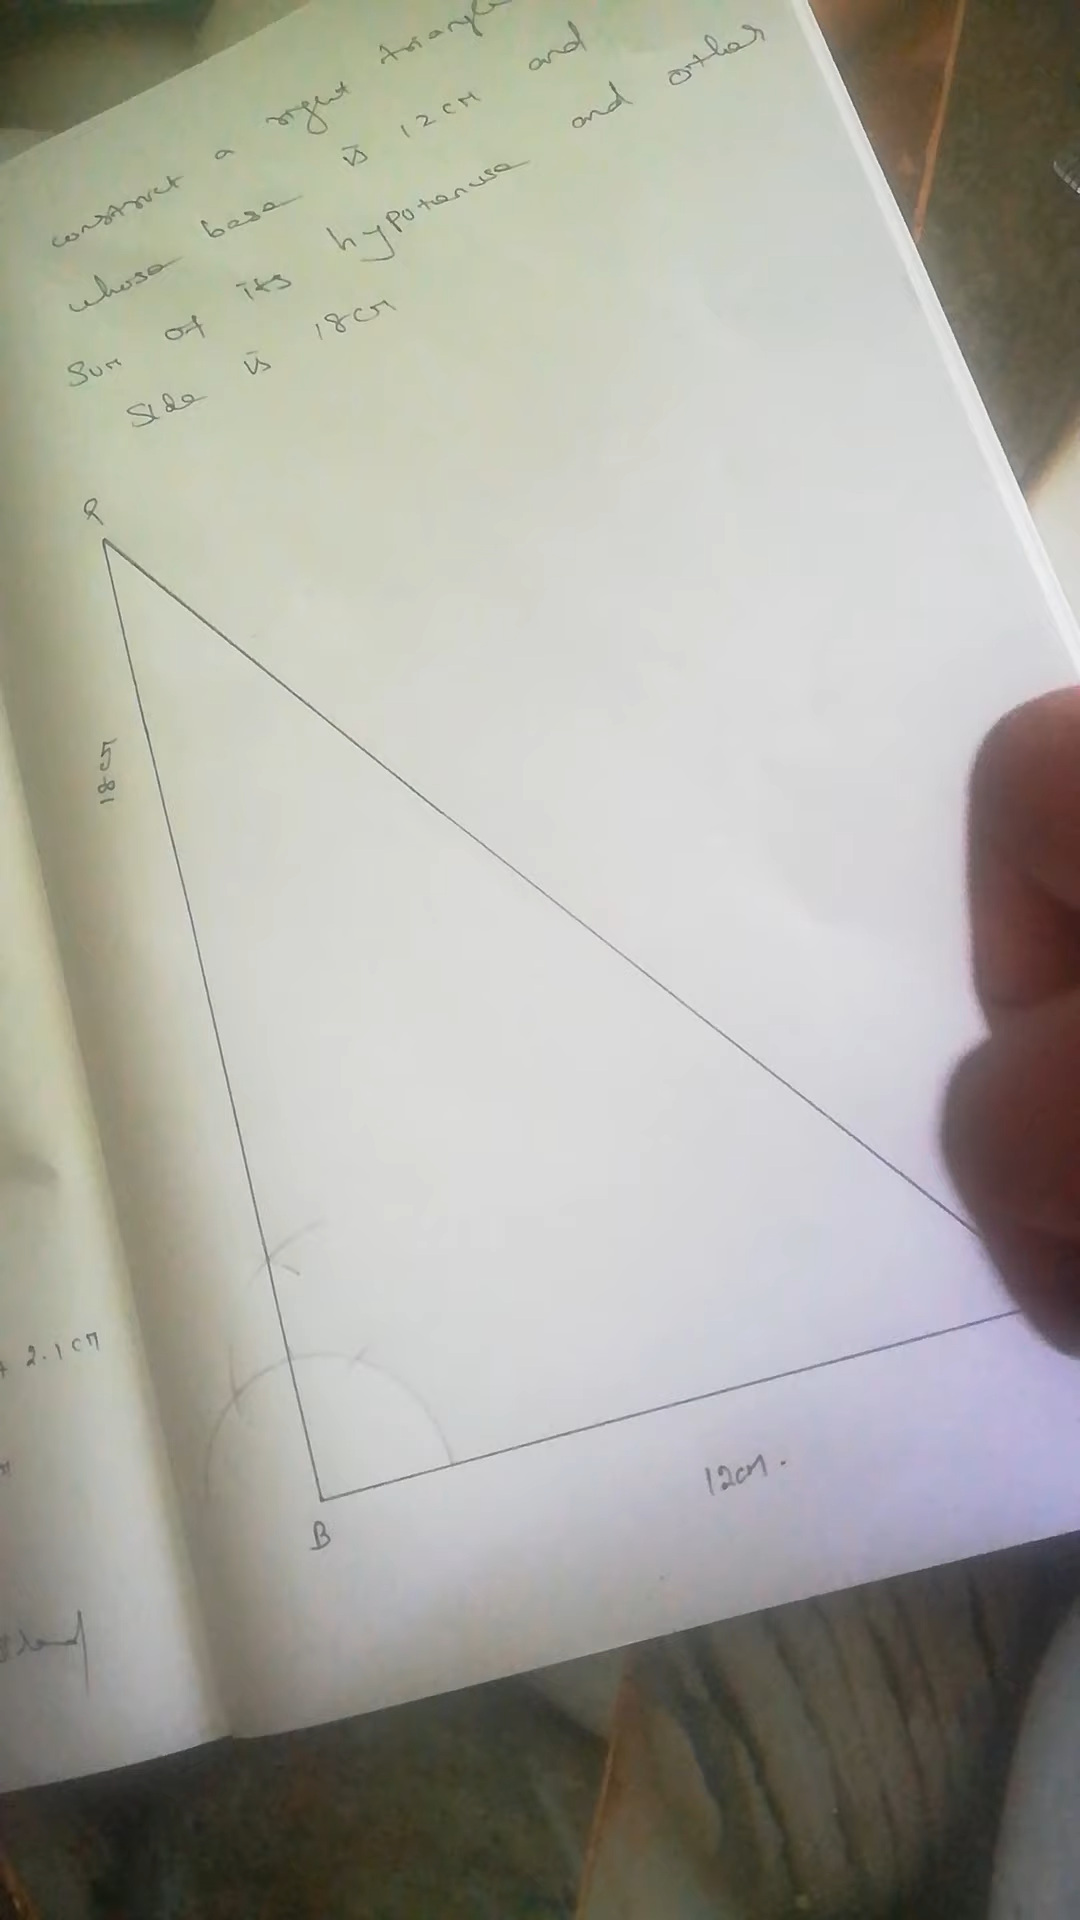 construct a right triangle
whose base is 12cm and
Sum of its hypotenuse and other
Side is 18cm
18cm
B
12cm.
2.1cm